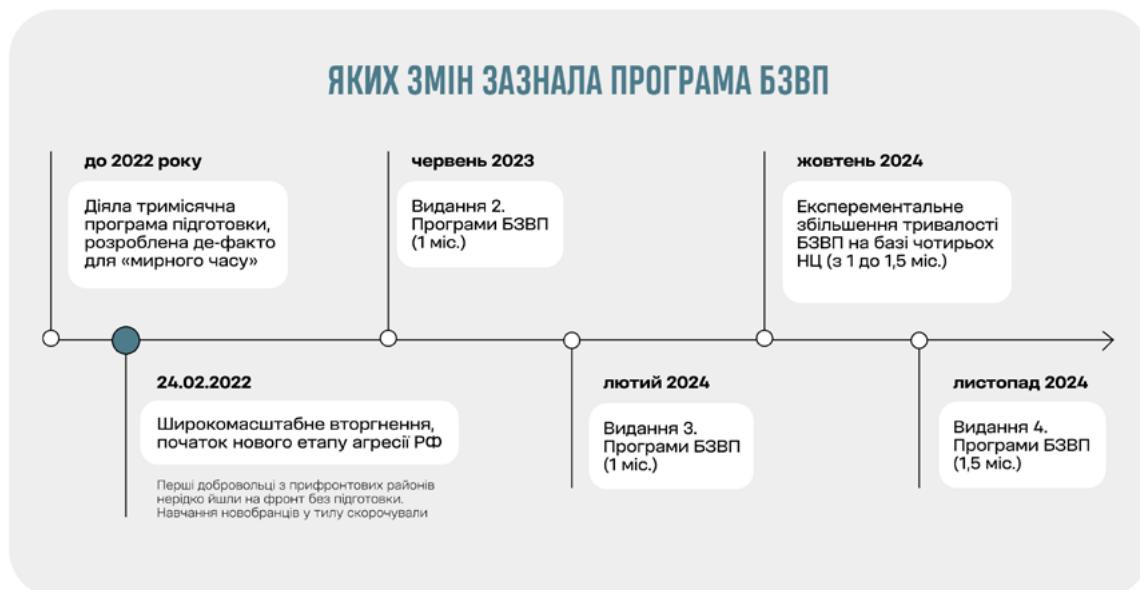 ЯКИХ ЗМІН ЗАЗНАЛА ПРОГРАМА БЗВП
до 2022 року
Діяла тримісячна
програма підготовки,
розроблена де-факто
для «мирного часу»
24.02.2022
Широкомасштабне вторгнення,
початок нового етапу агресії РФ
Перші добровольці з прифронтових районів
нерідко йшли на фронт без підготовки.
Навчання новобранців у тилу скорочували
червень 2023
Видання 2.
Програми БЗВП
(1 міс.)
лютий 2024
Видання 3.
Програми БЗВП
(1 міс.)
жовтень 2024
Експерементальне
збільшення тривалості
БЗВП на базі чотирьох
НЦ (з 1 до 1,5 міс.)
листопад 2024
Видання 4.
Програми БЗВП
(1,5 міс.)